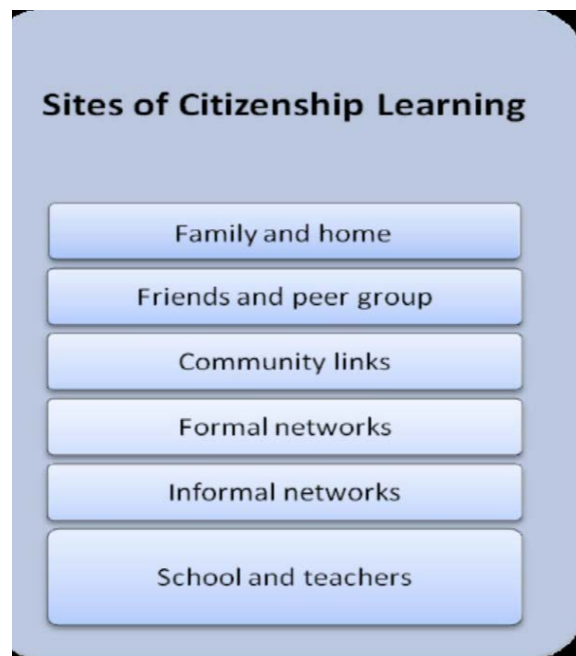 Sites of Citizenship Learning
Family and home
Friends and peer group
Community links
Formal networks
Informal networks
School and teachers